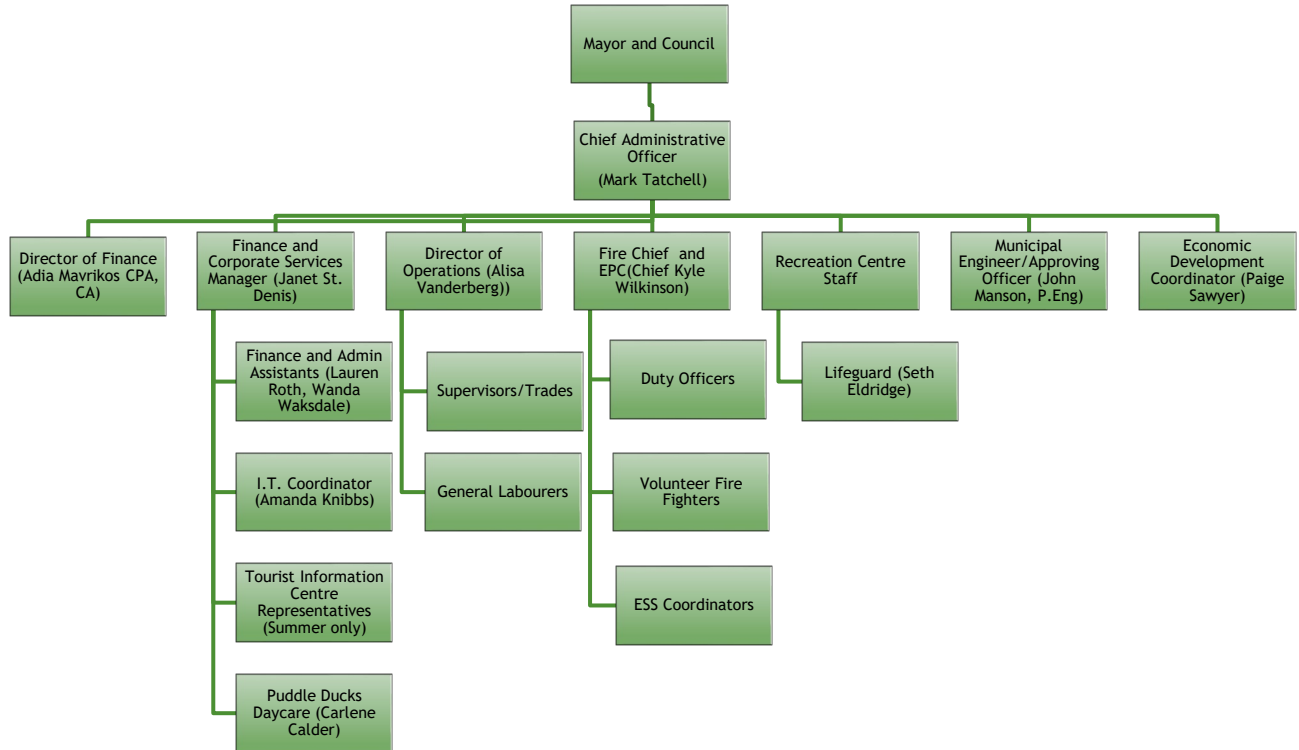 Mayor and Council
Chief Administrative
Officer
(Mark Tatchell)
Director of Finance
(Adia Mavrikos CPA,
CA)
Finance and
Corporate Services
Manager (Janet St.
Denis)
Director of
Operations (Alisa
Vanderberg))
Fire Chief and
EPC(Chief Kyle
Wilkinson)
Recreation Centre
Staff
Municipal
Engineer/Approving
Officer (John
Manson, P.Eng)
Economic
Development
Coordinator (Paige
Sawyer)
Finance and Admin
Assistants (Lauren
Roth, Wanda
Waksdale)
Supervisors/Trades
Duty Officers
Lifeguard (Seth
Eldridge)
I.T. Coordinator
(Amanda Knibbs)
General Labourers
Volunteer Fire
Fighters
Tourist Information
Centre
Representatives
(Summer only)
ESS Coordinators
Puddle Ducks
Daycare (Carlene
Calder)